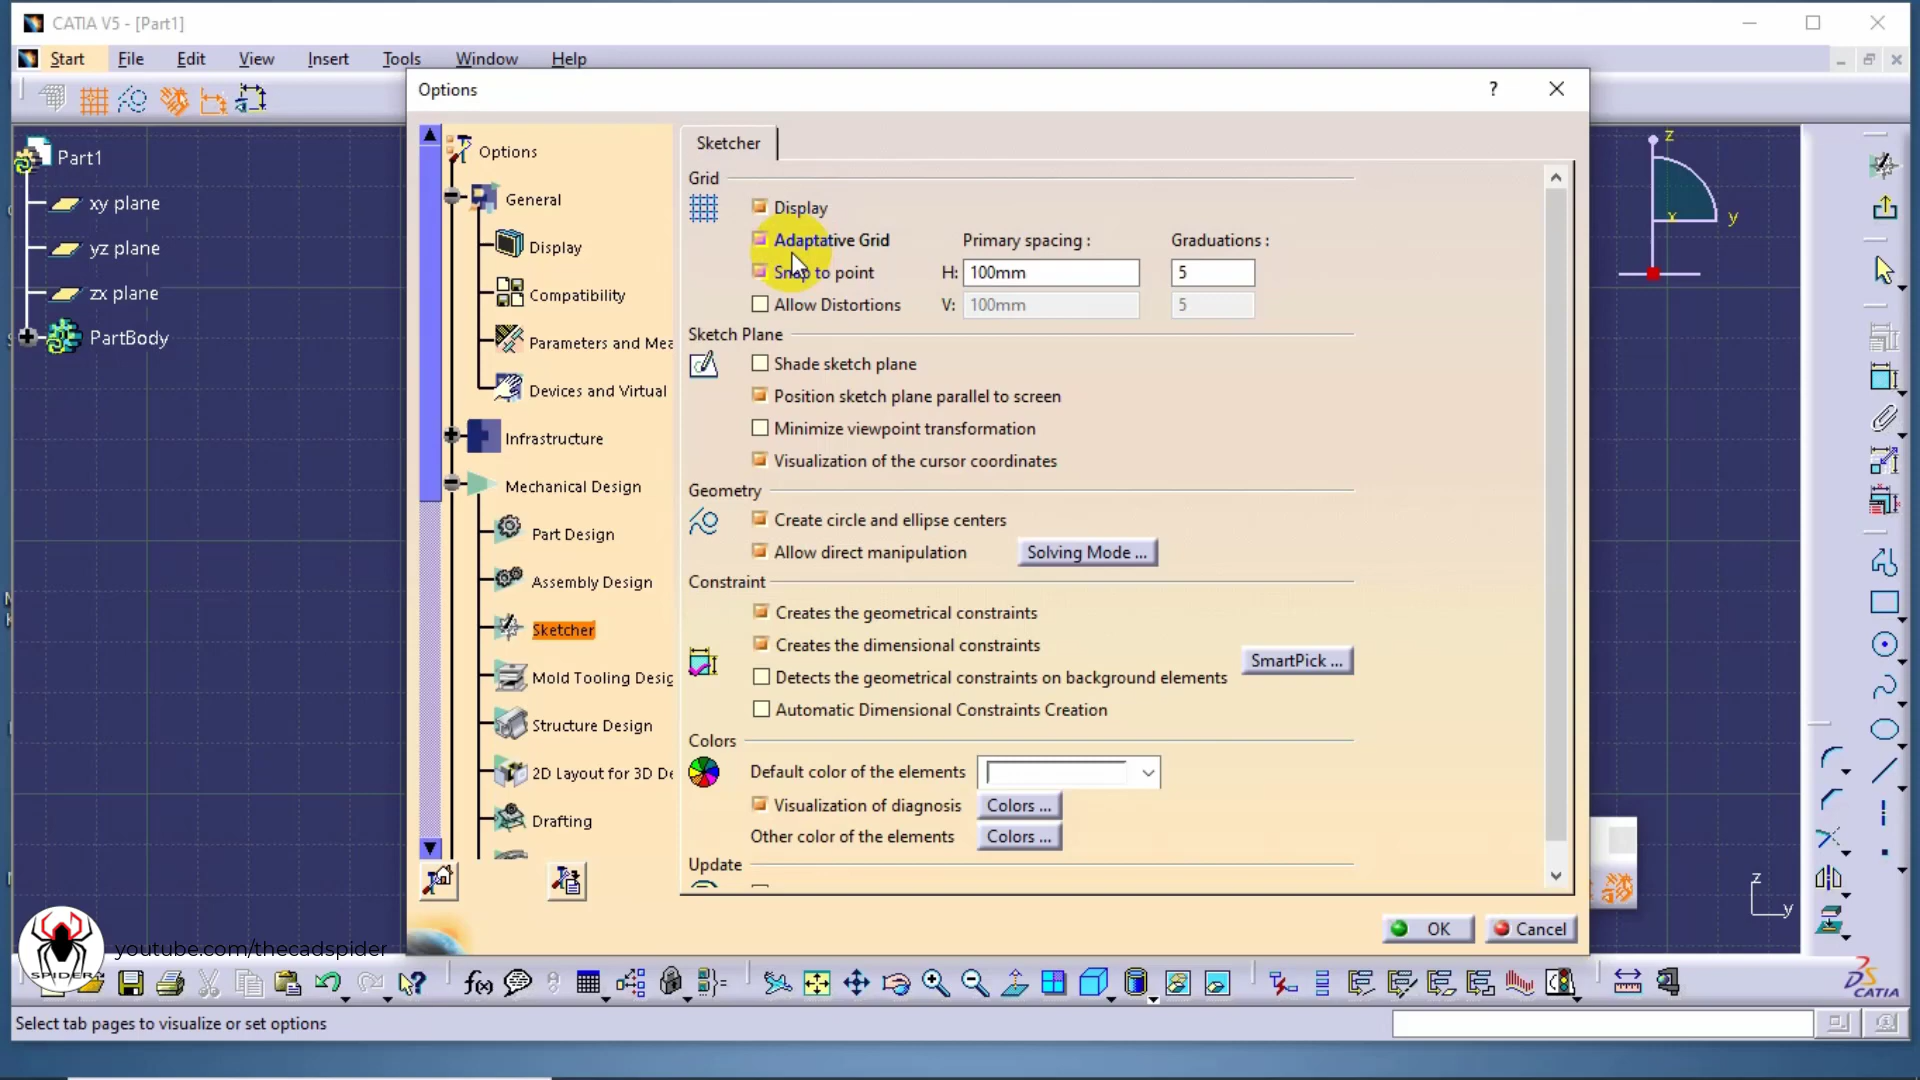 CATIA V5 - [Part1]
Start File Edit View Insert Tools Window Help
Options ?
Part1
xy plane
yz plane
zx plane
PartBody
Options
General
Display
Compatibility
Parameters and Mea
Devices and Virtual
Infrastructure
Mechanical Design
Part Design
Assembly Design
Sketcher
Mold Tooling Desig
Structure Design
2D Layout for 3D De
Drafting
Sketcher
Grid
Display
Adaptative Grid Primary spacing : Graduations :
Snap to point H: 100mm 5
Allow Distortions V: 100mm 5
Sketch Plane
Shade sketch plane
Position sketch plane parallel to screen
Minimize viewpoint transformation
Visualization of the cursor coordinates
Geometry
Create circle and ellipse centers
Allow direct manipulation Solving Mode ...
Constraint
Creates the geometrical constraints
Creates the dimensional constraints
SmartPick ...
Detects the geometrical constraints on background elements
Automatic Dimensional Constraints Creation
Colors
Default color of the elements
Visualization of diagnosis Colors ...
Other color of the elements Colors ...
Update
OK Cancel
z
x y
z
y
SPIDER
youtube.com/thecadspider
f(x)
CATIA
Select tab pages to visualize or set options